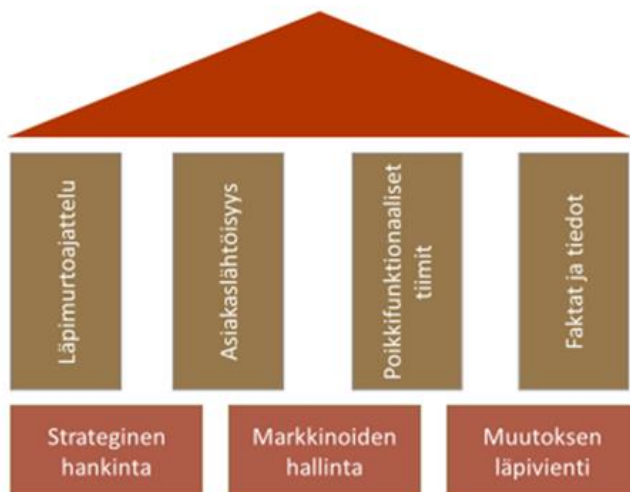 Läpimurtoajattelu
Asiakaslähtöisyys
Poikkifunktionaaliset
tiimit
Faktat ja tiedot
Strateginen
hankinta
Markkinoiden
hallinta
Muutoksen
läpivienti